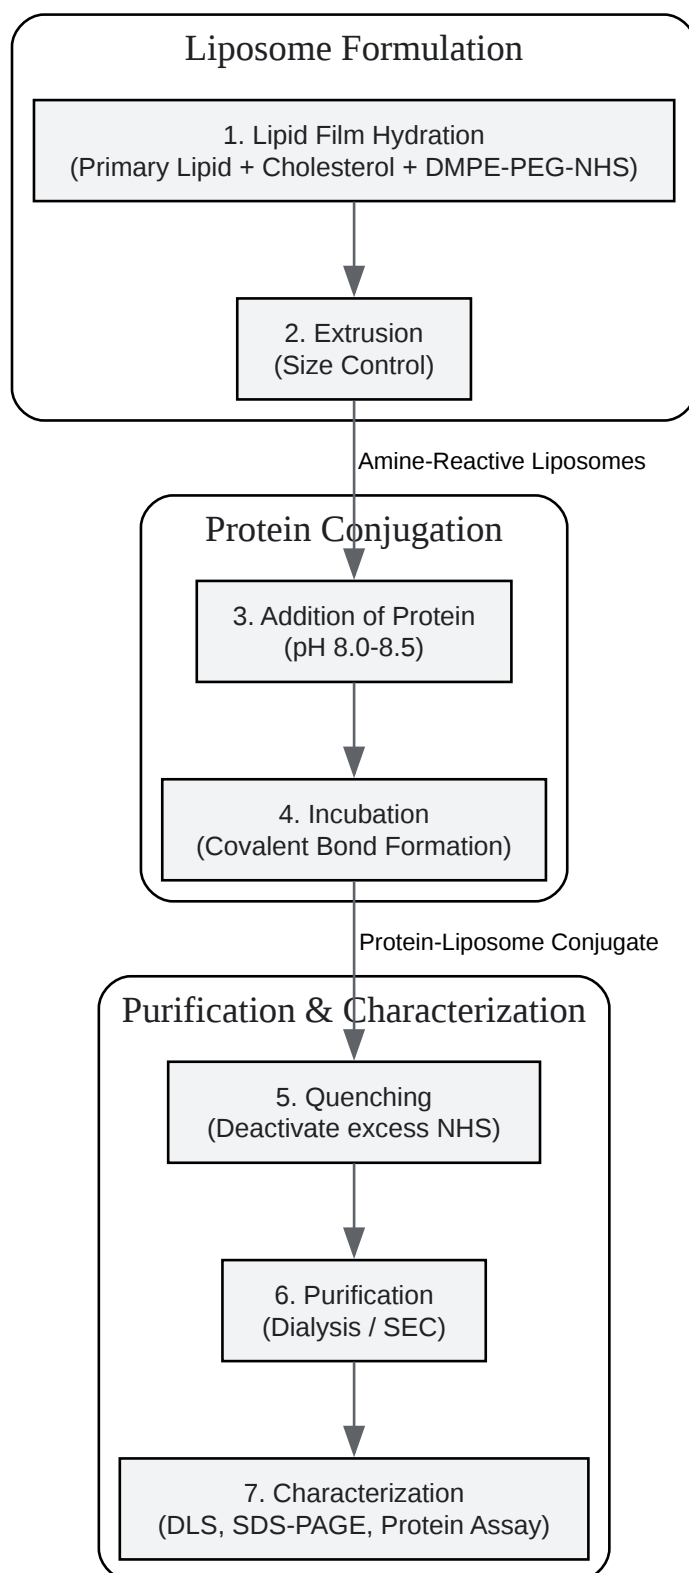 Liposome Formulation
1. Lipid Film Hydration
(Primary Lipid + Cholesterol + DMPE-PEG-NHS)
2. Extrusion
(Size Control)
Amine-Reactive Liposomes
Protein Conjugation
3. Addition of Protein
(pH 8.0-8.5)
4. Incubation
(Covalent Bond Formation)
Protein-Liposome Conjugate
Purification & Characterization
5. Quenching
(Deactivate excess NHS)
6. Purification
(Dialysis / SEC)
7. Characterization
(DLS, SDS-PAGE, Protein Assay)